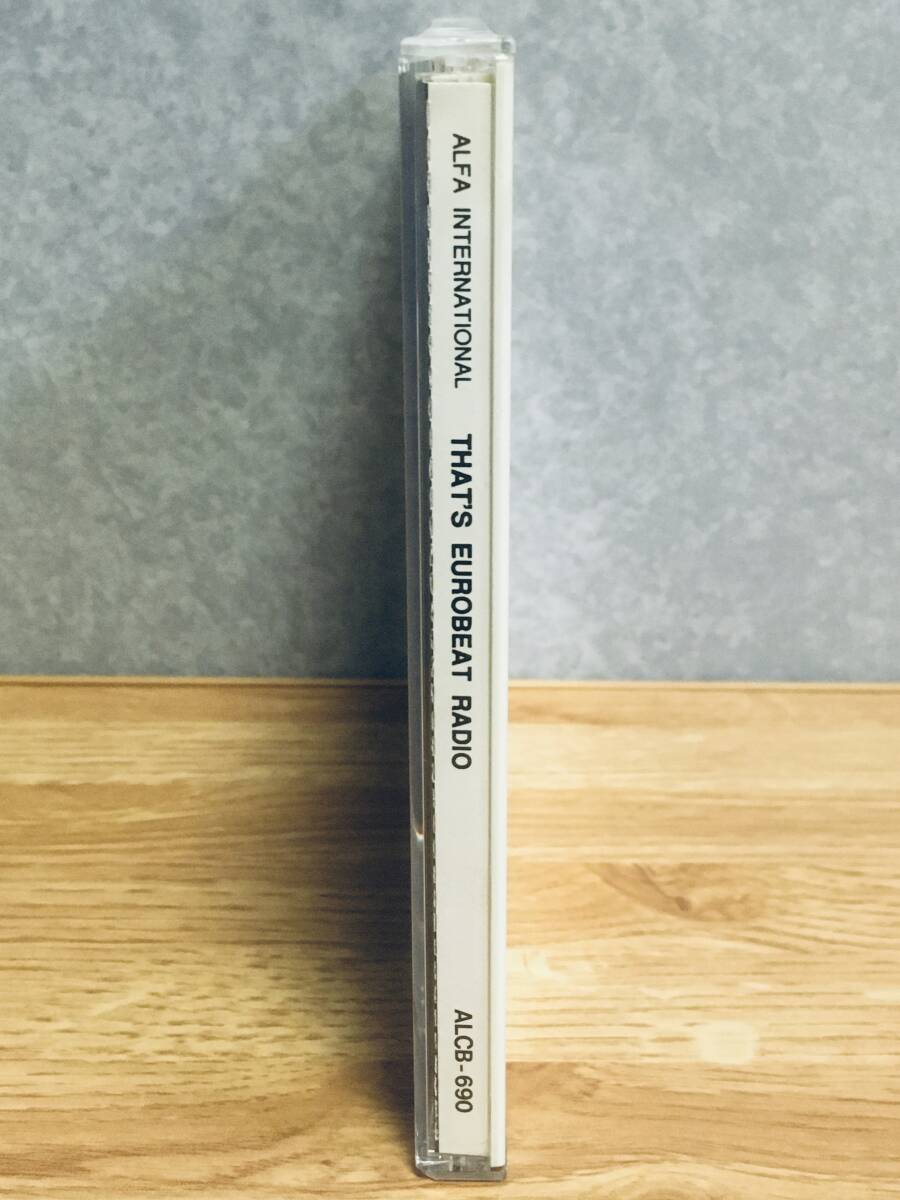 ALFA INTERNATIONAL THAT'S EUROBEAT RADIO ALCB-690